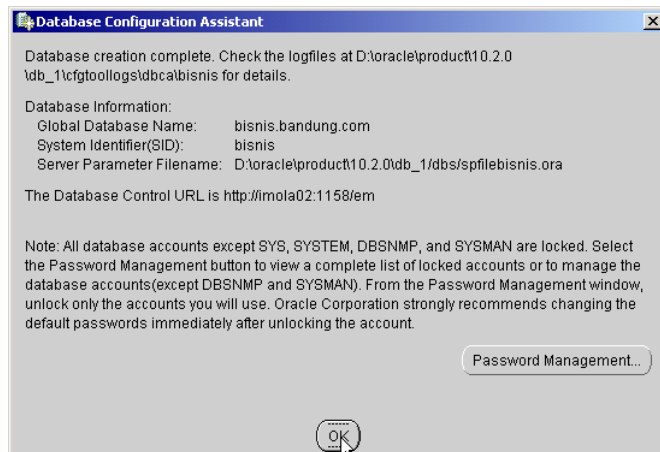 Database Configuration Assistant
Database creation complete. Check the logfiles at D:\oracle\product\10.2.0
\db_1\cfgtoollogs\dbca\bisnis for details.
Database Information:
Global Database Name: bisnis.bandung.com
System Identifier(SID): bisnis
Server Parameter Filename: D:\oracle\product\10.2.0\db_1/dbs/spfilebisnis.ora
The Database Control URL is http://imola02:1158/em
Note: All database accounts except SYS, SYSTEM, DBSNMP, and SYSMAN are locked. Select
the Password Management button to view a complete list of locked accounts or to manage the
database accounts(except DBSNMP and SYSMAN). From the Password Management window,
unlock only the accounts you will use. Oracle Corporation strongly recommends changing the
default passwords immediately after unlocking the account.
Password Management...
OK